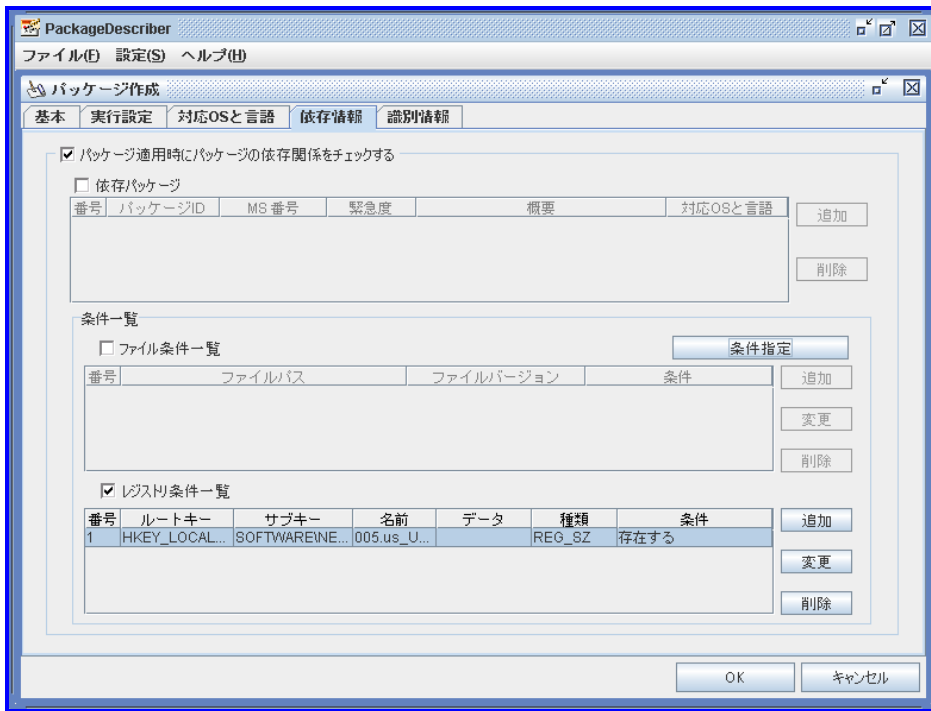 PackageDescriber
ファイル(F) 設定(S) ヘルプ(H)
パッケージ作成
基本 実行設定 対応OSと言語 依存情報 識別情報
パッケージ適用時にパッケージの依存関係をチェックする
依存パッケージ
番号 パッケージID MS 番号 緊急度 概要 対応OSと言語
追加
削除
条件一覧
ファイル条件一覧 条件指定
番号 ファイルパス ファイルバージョン 条件 追加
変更
削除
レジストリ条件一覧
番号 ルートキー サブキー 名前 データ 種類 条件 追加
1 HKEY_LOCAL... SOFTWARE\NE... 005.us_U... REG_SZ 存在する
変更
削除
OK キャンセル